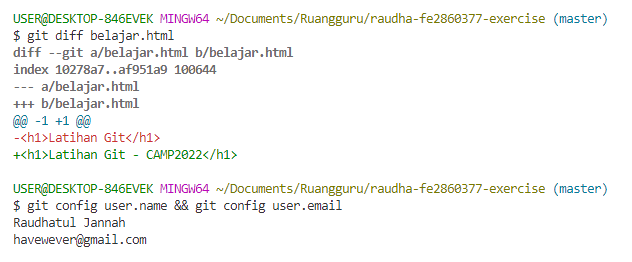 USER@DESKTOP-846EVEK MINGW64 ~/Documents/Ruangguru/raudha-fe2860377-exercise (master)
$ git diff belajar.html
diff --git a/belajar.html b/belajar.html
index 10278a7..af951a9 100644
--- a/belajar.html
+++ b/belajar.html
@@ -1 +1 @@
-<h1>Latihan Git</h1>
+<h1>Latihan Git - CAMP2022</h1>
USER@DESKTOP-846EVEK MINGW64 ~/Documents/Ruangguru/raudha-fe2860377-exercise (master)
$ git config user.name && git config user.email
Raudhatul Jannah
havewever@gmail.com